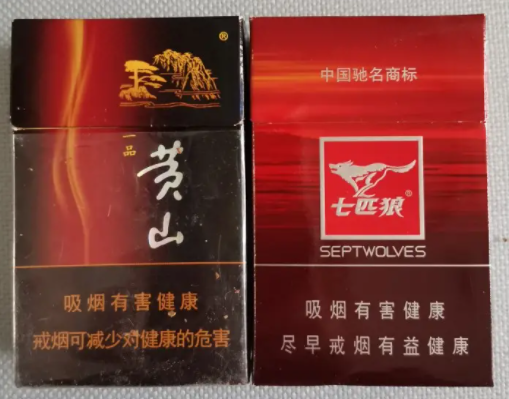 ®
一品
黄山
吸烟有害健康
戒烟可减少对健康的危害
中国驰名商标
七匹狼®
SEPTWOLVES
吸烟有害健康
尽早戒烟有益健康